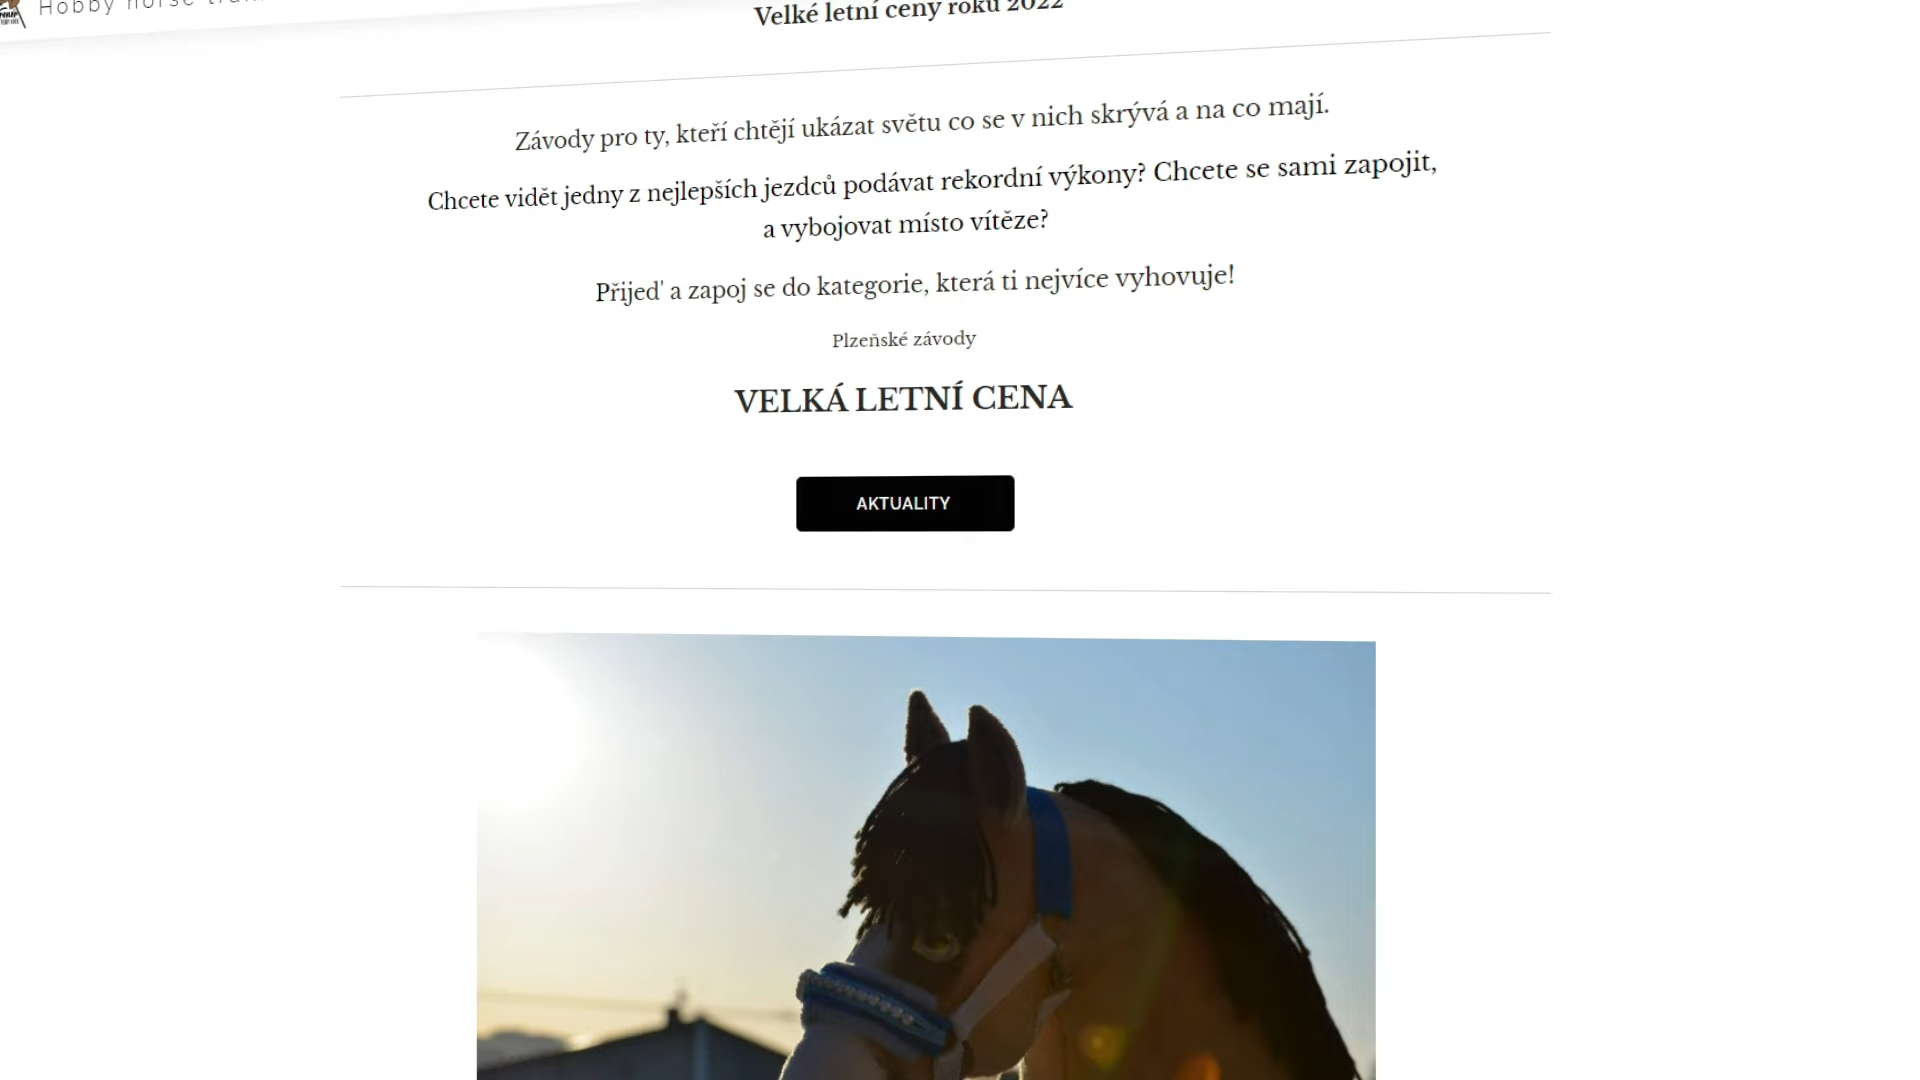 Hobby horse
Velké letní ceny roku 2022
Závody pro ty, kteří chtějí ukázat světu co se v nich skrývá a na co mají.
Chcete vidět jedny z nejlepších jezdců podávat rekordní výkony? Chcete se sami zapojit,
a vybojovat místo vítěze?
Přijeď a zapoj se do kategorie, která ti nejvíce vyhovuje!
Plzeňské závody
VELKÁ LETNÍ CENA
AKTUALITY